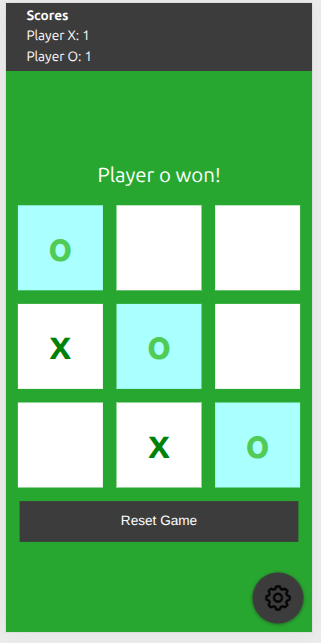 Scores
Player X: 1
Player O: 1
Player o won!
o
x o
x o
Reset Game